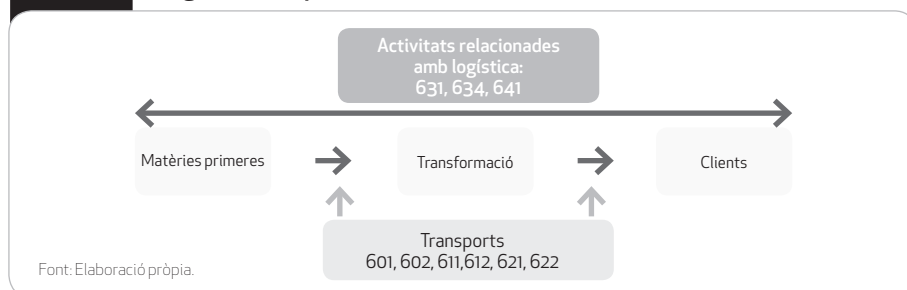 Activitats relacionades
amb logística:
631, 634, 641
Matèries primeres
Transformació
Clients
Transports
601, 602, 611,612, 621, 622
Font: Elaboració pròpia.